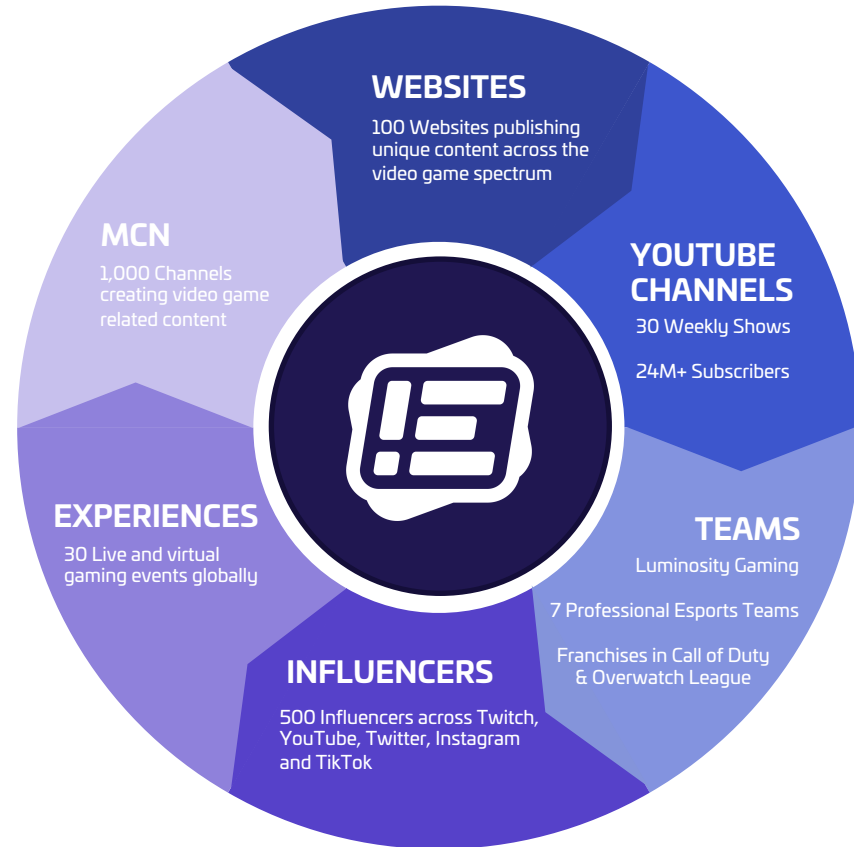 WEBSITES
100 Websites publishing
unique content across the
video game spectrum
YOUTUBE
CHANNELS
30 Weekly Shows
24M+ Subscribers
TEAMS
Luminosity Gaming
7 Professional Esports Teams
Franchises in Call of Duty
& Overwatch League
INFLUENCERS
500 Influencers across Twitch,
YouTube, Twitter, Instagram
and TikTok
EXPERIENCES
30 Live and virtual
gaming events globally
MCN
1,000 Channels
creating video game
related content